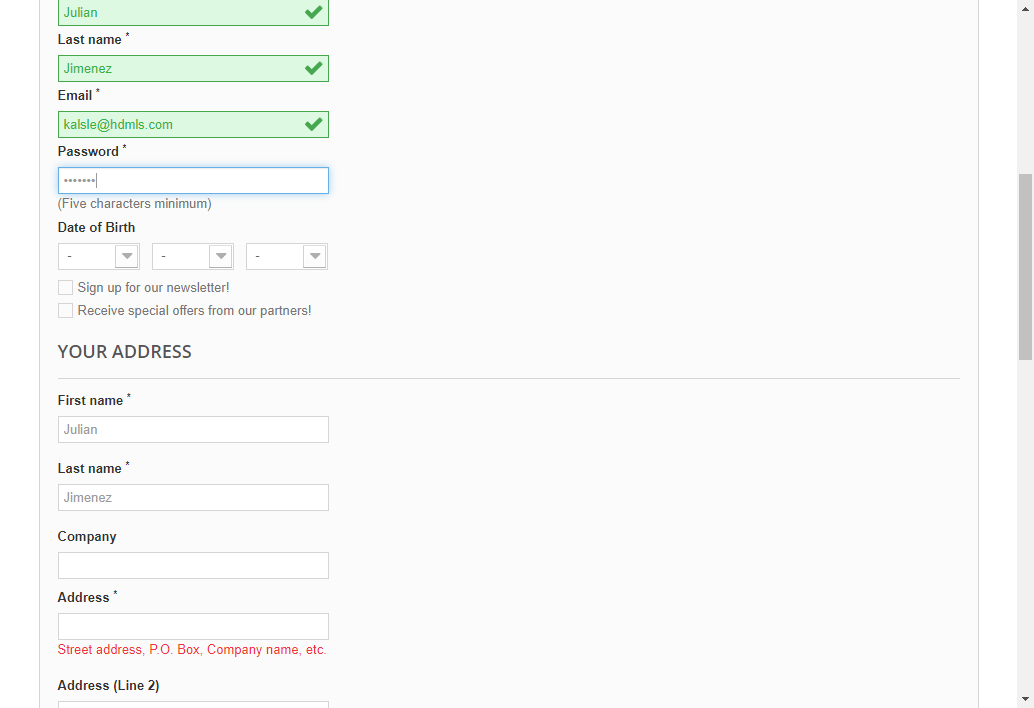 Julian
Last name *
Jimenez
Email *
kalsle@hdmls.com
Password *
•••••••
(Five characters minimum)
Date of Birth
- - -
Sign up for our newsletter!
Receive special offers from our partners!
YOUR ADDRESS
First name *
Julian
Last name *
Jimenez
Company
Address *
Street address, P.O. Box, Company name, etc.
Address (Line 2)